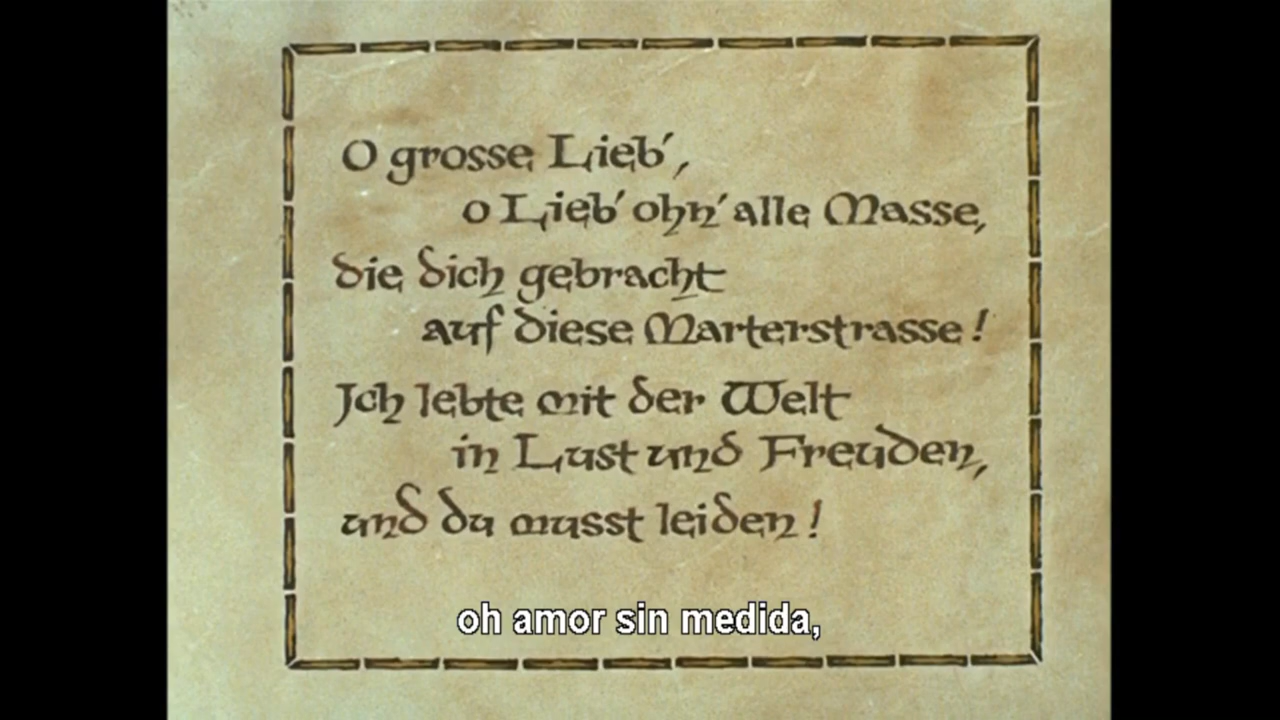 O grosse Lieb',
o Lieb' ohn' alle Masse,
die dich gebracht
auf diese Marterstrasse!
Ich lebte mit der Welt
in Lust und Freuden,
und du musst leiden!
oh amor sin medida,